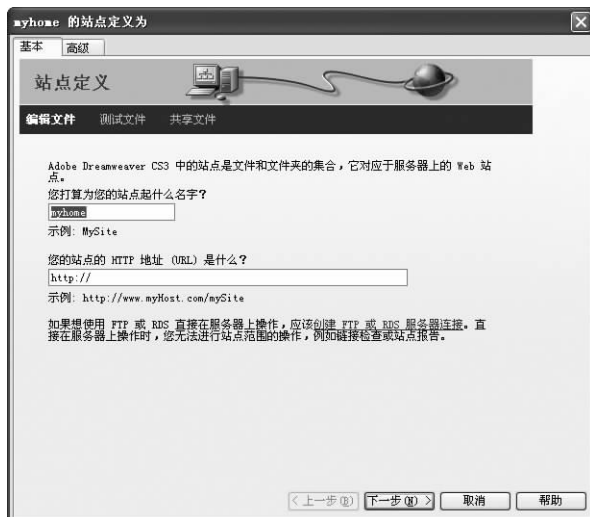 myhome 的站点定义为
基本 高级
站点定义
编辑文件 测试文件 共享文件
Adobe Dreamweaver CS3 中的站点是文件和文件夹的集合，它对应于服务器上的 Web 站
点。
您打算为您的站点起什么名字？
myhome
示例: MySite
您的站点的 HTTP 地址 (URL) 是什么？
http://
示例: http://www.myHost.com/mySite
如果想使用 FTP 或 RDS 直接在服务器上操作，应该创建 FTP 或 RDS 服务器连接。直
接在服务器上操作时，您无法进行站点范围的操作，例如链接检查或站点报告。
< 上一步(B) 下一步(N) > 取消 帮助